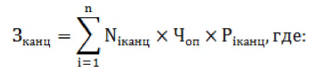 n
З_канц = ∑ N_iканц × Ч_оп × P_iканц, где:
i=1